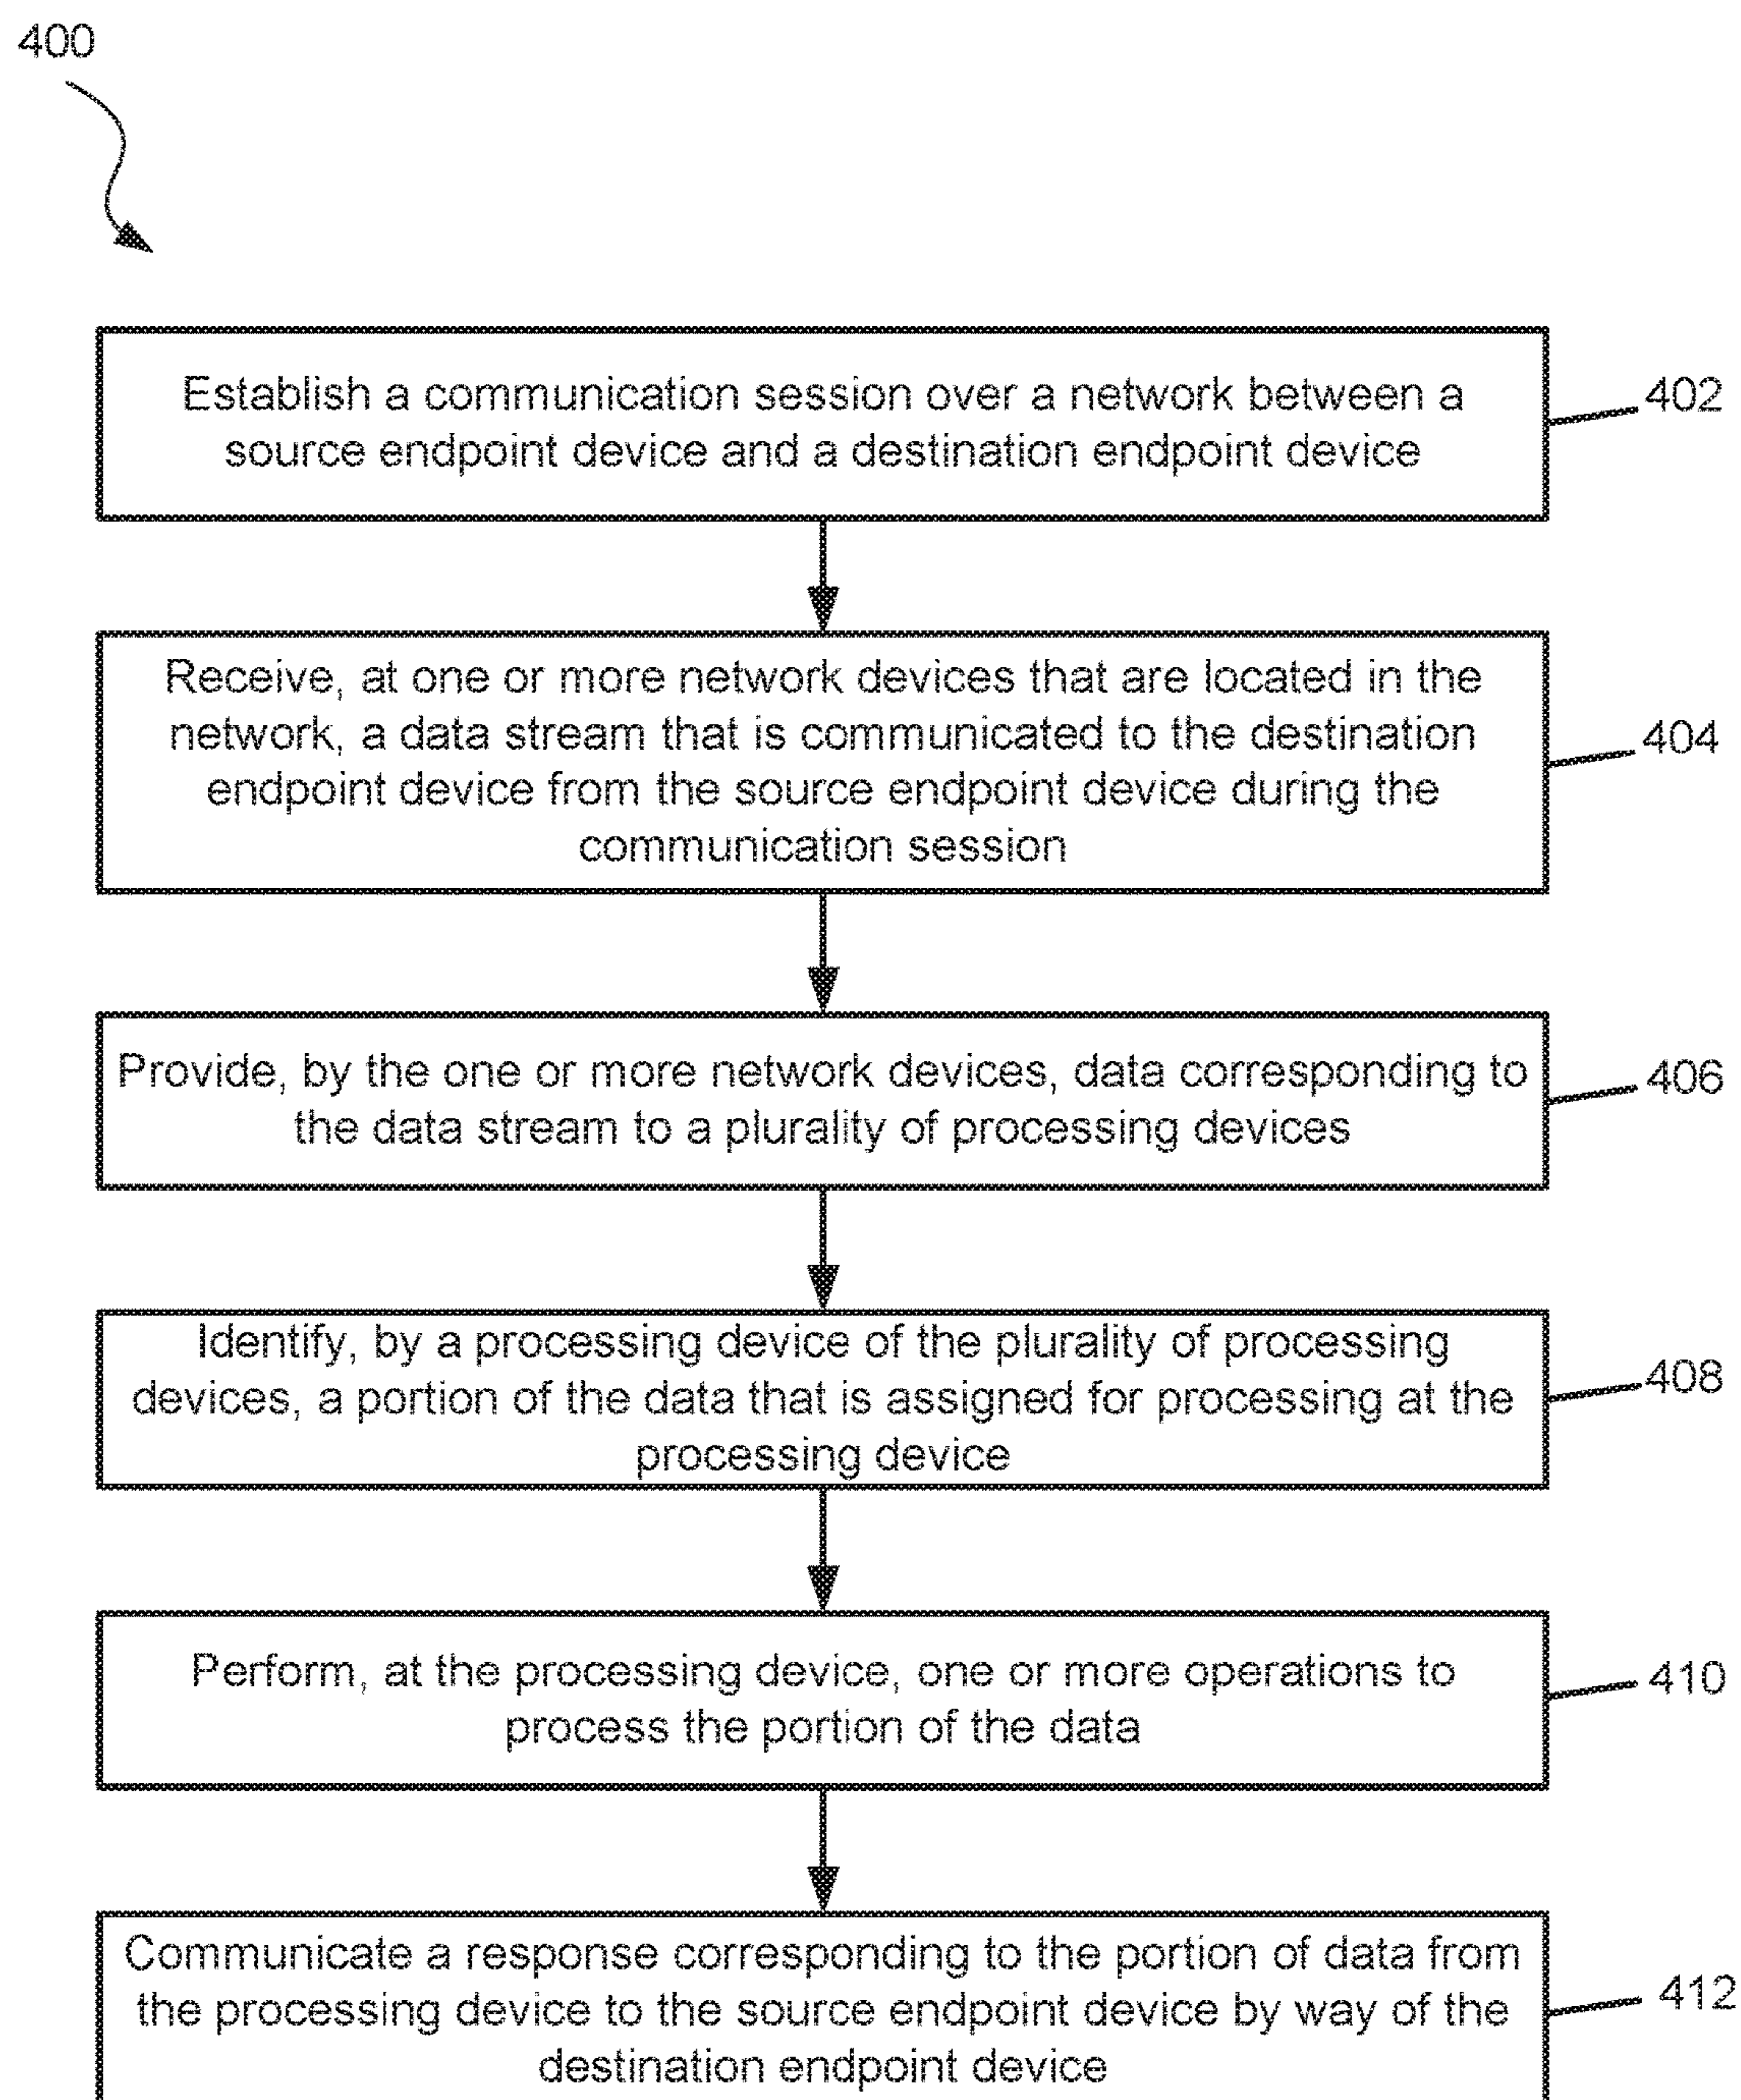 400
Establish a communication session over a network between a
source endpoint device and a destination endpoint device
402
Receive, at one or more network devices that are located in the
network, a data stream that is communicated to the destination
endpoint device from the source endpoint device during the
communication session
404
Provide, by the one or more network devices, data corresponding to
the data stream to a plurality of processing devices
406
Identify, by a processing device of the plurality of processing
devices, a portion of the data that is assigned for processing at the
processing device
408
Perform, at the processing device, one or more operations to
process the portion of the data
410
Communicate a response corresponding to the portion of data from
the processing device to the source endpoint device by way of the
destination endpoint device
412